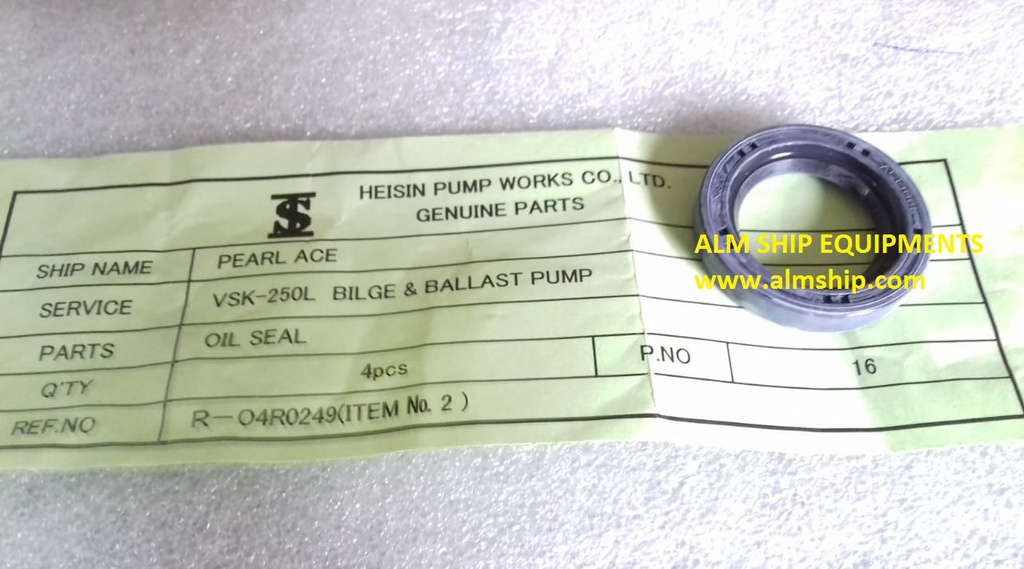 HEISIN PUMP WORKS CO., LTD.
GENUINE PARTS
SHIP NAME PEARL ACE
SERVICE VSK-250L BILGE & BALLAST PUMP
PARTS OIL SEAL
Q'TY 4pcs P.NO 16
REF.NO R-04R0249(ITEM No. 2)
ALM SHIP EQUIPMENTS
www.almship.com